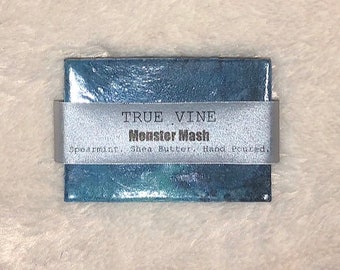 TRUE VINE
Monster Mash
Spearmint. Shea Butter. Hand Poured.